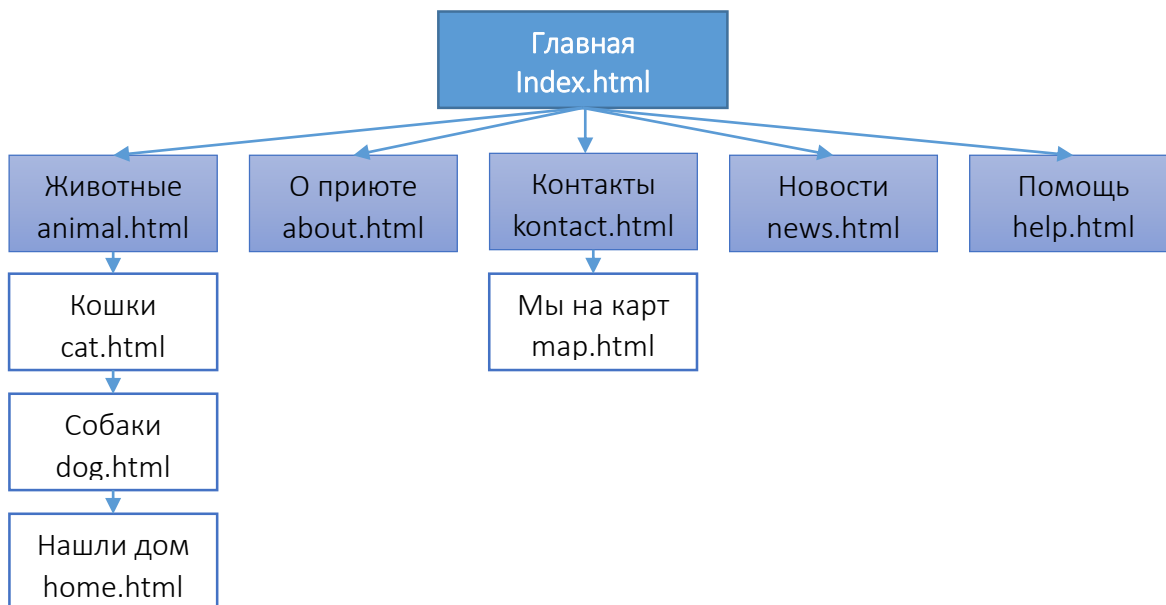 Главная
Index.html
Животные
animal.html
О приюте
about.html
Контакты
kontact.html
Новости
news.html
Помощь
help.html
Кошки
cat.html
Мы на карт
map.html
Собаки
dog.html
Нашли дом
home.html